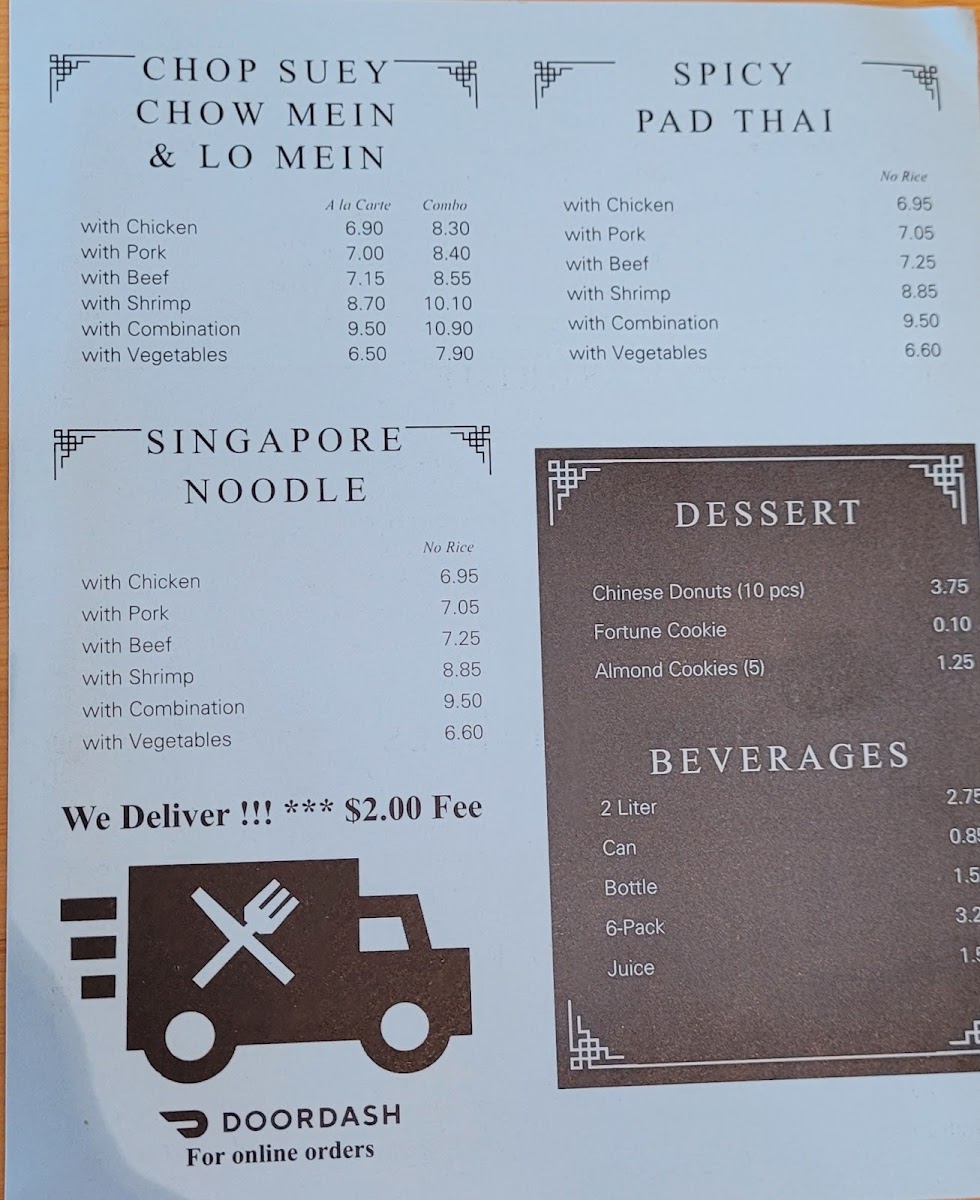 CHOP SUEY
CHOW MEIN
& LO MEIN
A la Carte Combo
with Chicken 6.90 8.30
with Pork 7.00 8.40
with Beef 7.15 8.55
with Shrimp 8.70 10.10
with Combination 9.50 10.90
with Vegetables 6.50 7.90
SPICY
PAD THAI
No Rice
with Chicken 6.95
with Pork 7.05
with Beef 7.25
with Shrimp 8.85
with Combination 9.50
with Vegetables 6.60
SINGAPORE
NOODLE
No Rice
with Chicken 6.95
with Pork 7.05
with Beef 7.25
with Shrimp 8.85
with Combination 9.50
with Vegetables 6.60
We Deliver !!! *** $2.00 Fee
DOORDASH
For online orders
DESSERT
Chinese Donuts (10 pcs) 3.75
Fortune Cookie 0.10
Almond Cookies (5) 1.25
BEVERAGES
2 Liter 2.75
Can
Bottle
6-Pack
Juice